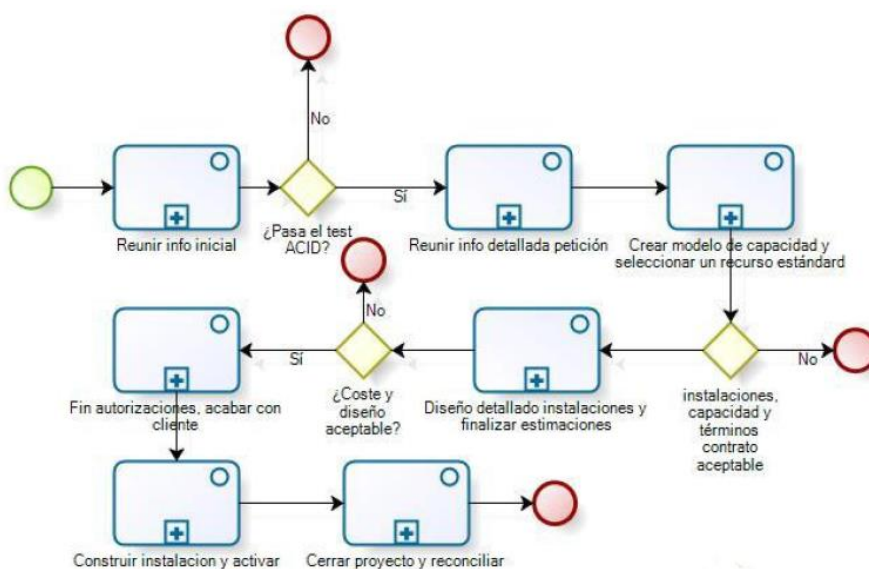 No
Sí
Reunir info inicial
¿Pasa el test
ACID?
Reunir info detallada petición
Crear modelo de capacidad y
seleccionar un recurso estándard
No
Sí
No
Fin autorizaciones, acabar con
cliente
¿Coste y
diseño
aceptable?
Diseño detallado instalaciones y
finalizar estimaciones
instalaciones,
capacidad y
términos
contrato
aceptable
Construir instalacion y activar
Cerrar proyecto y reconciliar